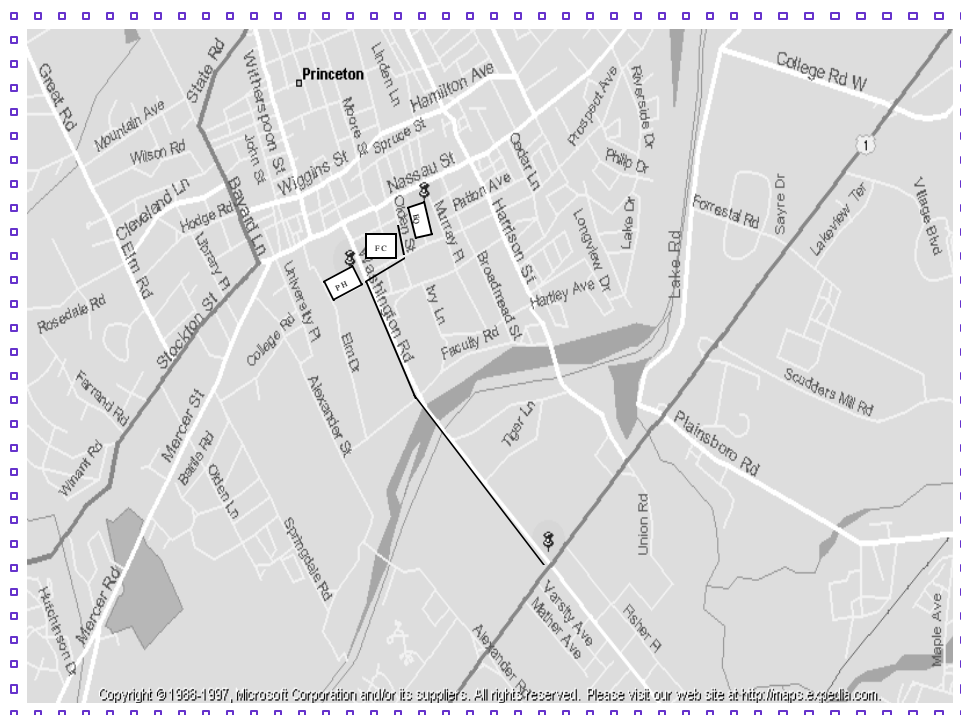 College Rd W
State Rd
Witherspoon St
Linden Ln
Princeton
Hamilton Ave
Prospect Ave
Riverside Dr
Greet Rd
Mountain Ave
Moore S
Spruce St
1
Wilson Rd
John St
Cedar Ln
Philip Dr
Wiggins St
Nassau St
Cleveland Ln
Bayard Ln
Patton Ave
Forrestal Rd
Sayre Dr
Lakeview Ter
Village Blvd
Hodge Rd
Olden St
Murray Pl
Harrison St
Longview Dr
Lake Dr
Lake Rd
Elm Rd
Library Pl
FC
PH
Washington Rd
Broadmead St
University Pl
Ivy Ln
Hartley Ave
Rosedale Rd
Stockton St
College Rd
Elm Dr
Faculty Rd
Farrand Rd
Alexander St
Scudders Mill Rd
Mercer St
Tiger Ln
Plainsboro Rd
Winant Rd
Battle Rd
Olden Ln
Springdale Rd
Union Rd
Hutchinson Dr
Mercer Rd
Varsity Ave
Mather Ave
Fisher Pl
Alexander Rd
Maple Ave
Copyright © 1988-1997, Microsoft Corporation and/or its suppliers. All rights reserved. Please visit our web site at http://maps.expedia.com.